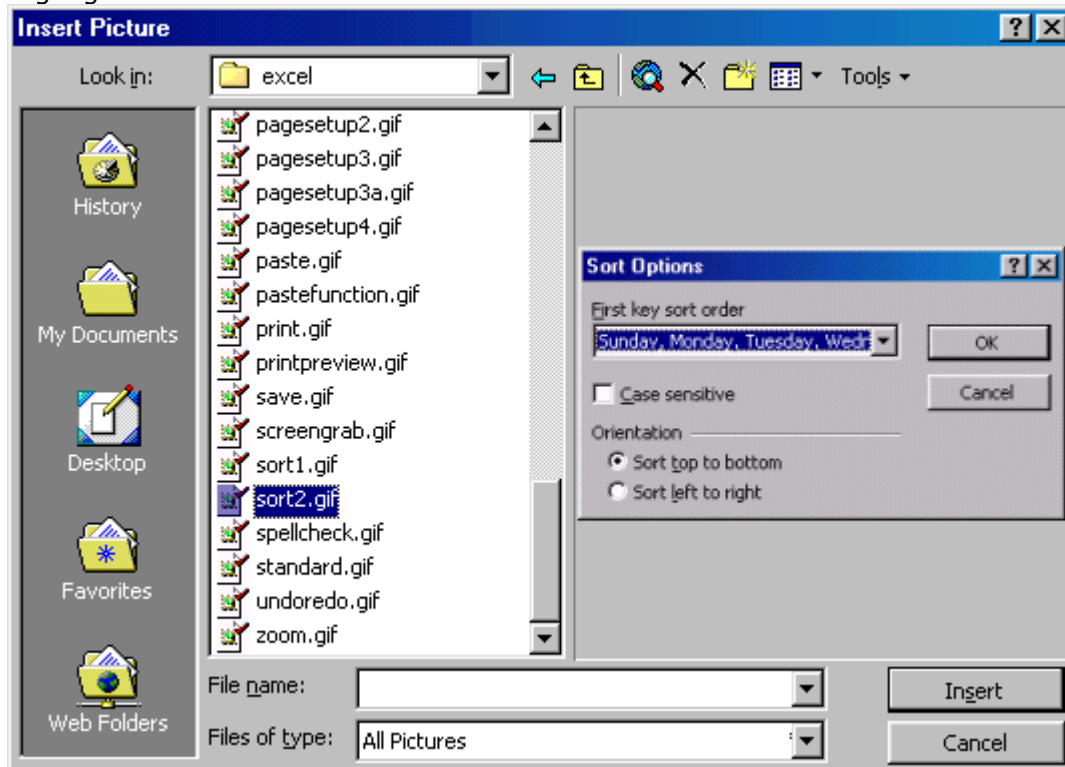 Insert Picture
Look in:
excel
Tools
History
My Documents
Desktop
Favorites
Web Folders
pagesetup2.gif
pagesetup3.gif
pagesetup3a.gif
pagesetup4.gif
paste.gif
pastefunction.gif
print.gif
printpreview.gif
save.gif
screengrab.gif
sort1.gif
sort2.gif
spellcheck.gif
standard.gif
undoredo.gif
zoom.gif
Sort Options
First key sort order
Sunday, Monday, Tuesday, Wedn
OK
Case sensitive
Cancel
Orientation
Sort top to bottom
Sort left to right
File name:
Insert
Files of type:
All Pictures
Cancel